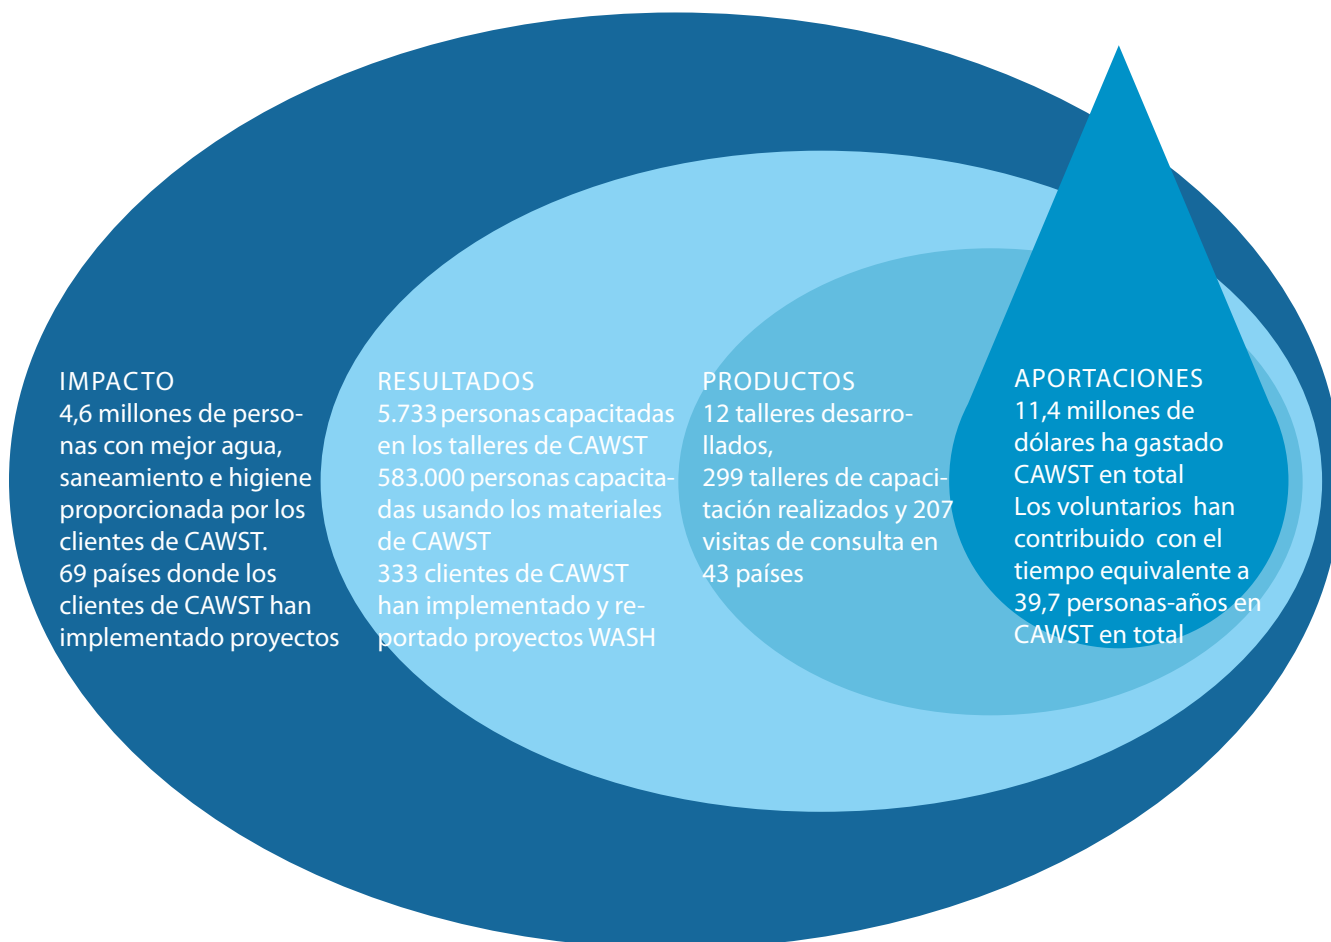 IMPACTO
4,6 millones de perso-
nas con mejor agua,
saneamiento e higiene
proporcionada por los
clientes de CAWST.
69 países donde los
clientes de CAWST han
implementado proyectos
RESULTADOS
5.733 personas capacitadas
en los talleres de CAWST
583.000 personas capacita-
das usando los materiales
de CAWST
333 clientes de CAWST
han implementado y re-
portado proyectos WASH
PRODUCTOS
12 talleres desarro-
llados,
299 talleres de capaci-
tación realizados y 207
visitas de consulta en
43 países
APORTACIONES
11,4 millones de
dólares ha gastado
CAWST en total
Los voluntarios han
contribuido con el
tiempo equivalente a
39,7 personas-años en
CAWST en total